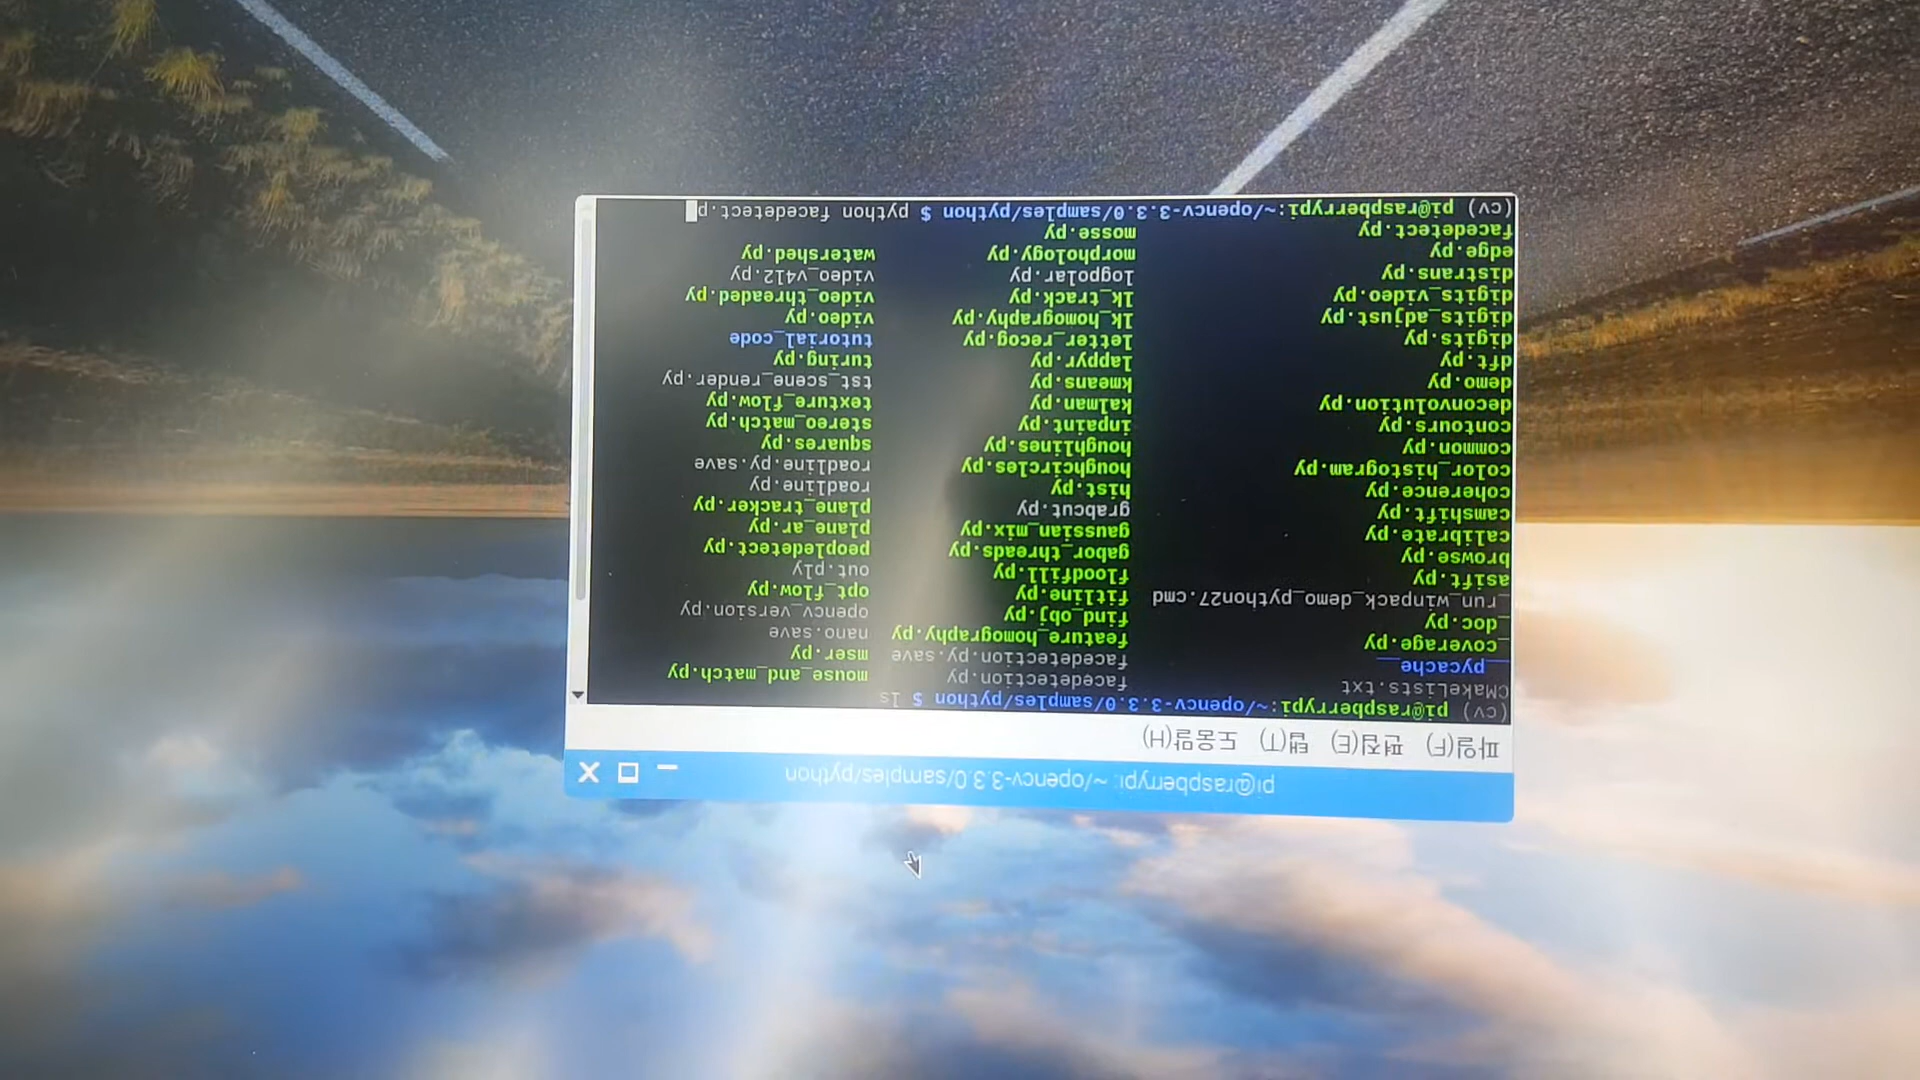 pi@raspberrypi: ~/opencv-3.3.0/samples/python
파일(F) 편집(E) 탭(T) 도움말(H)
(cv) pi@raspberrypi:~/opencv-3.3.0/samples/python $ ls
CMakeLists.txt facedetection.py mouse_and_match.py
__pycache__ facedetection.py.save mser.py
_coverage.py feature_homography.py nano.save
_doc.py find_obj.py opencv_version.py
_run_winpack_demo_python27.cmd fitline.py opt_flow.py
asift.py floodfill.py out.ply
browse.py gabor_threads.py peopledetect.py
calibrate.py gaussian_mix.py plane_ar.py
camshift.py grabcut.py plane_tracker.py
coherence.py hist.py roadline.py
color_histogram.py houghcircles.py roadline.py.save
common.py houghlines.py squares.py
contours.py inpaint.py stereo_match.py
deconvolution.py kalman.py texture_flow.py
demo.py kmeans.py tst_scene_render.py
dft.py lappyr.py turing.py
digits.py letter_recog.py tutorial_code
digits_adjust.py lk_homography.py video.py
digits_video.py lk_track.py video_threaded.py
distrans.py logpolar.py video_v4l2.py
edge.py morphology.py watershed.py
facedetect.py mosse.py
(cv) pi@raspberrypi:~/opencv-3.3.0/samples/python $ python facedetect.p